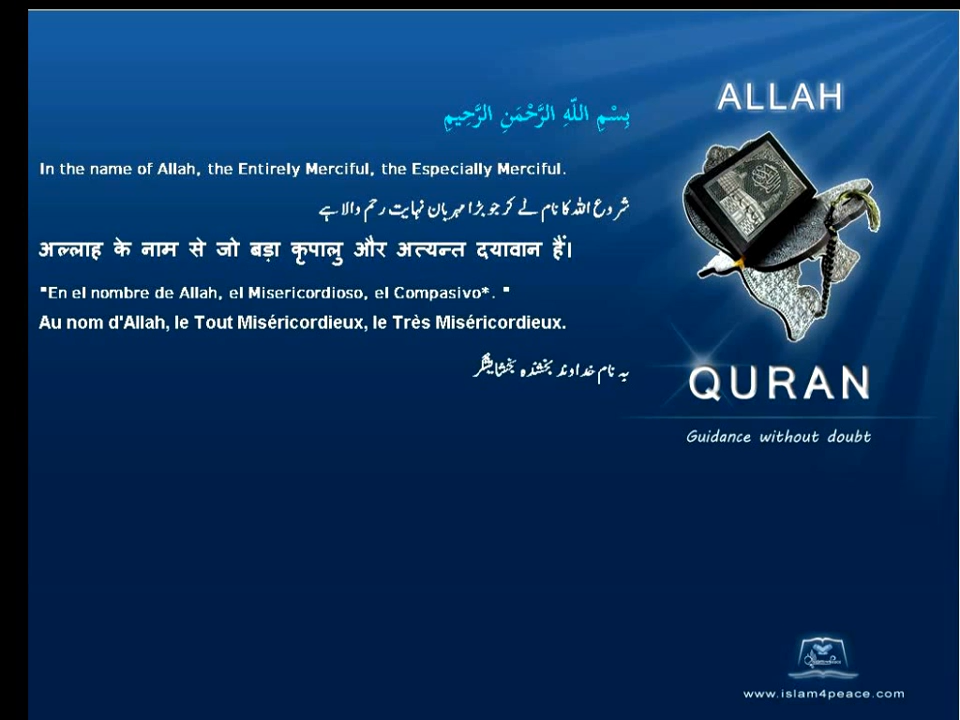 بِسْمِ اللّهِ الرَّحْمَنِ الرَّحِيمِ
In the name of Allah, the Entirely Merciful, the Especially Merciful.
شروع اللہ کا نام لے کر جو بڑا مہربان نہایت رحم والا ہے
अल्लाह के नाम से जो बड़ा कृपालु और अत्यन्त दयावान हैं।
"En el nombre de Allah, el Misericordioso, el Compasivo*. "
Au nom d'Allah, le Tout Miséricordieux, le Très Miséricordieux.
به نام خداوند بخشنده بخشایشگر
ALLAH
QURAN
Guidance without doubt
www.islam4peace.com